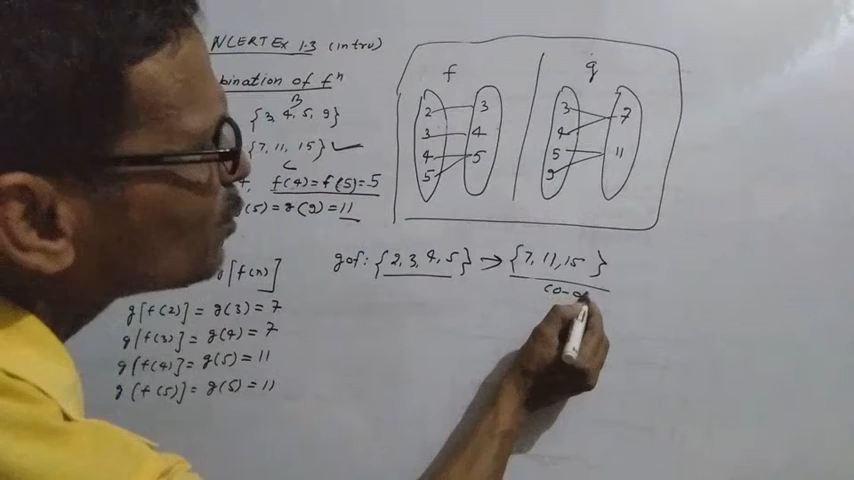 NCERT Ex 1.3 (intro)
bination of fⁿ
B
{3, 4, 5, 9}
{7, 11, 15}
C
f(4) = f(5) = 5
(5) = g(9) = 11
[f(n)]
g[f(2)] = g(3) = 7
g[f(3)] = g(4) = 7
g[f(4)] = g(5) = 11
g[f(5)] = g(5) = 11
f
2 3
3 4
4 5
5
g
3 7
4
5 11
9
gof: {2, 3, 4, 5} → {7, 11, 15}
co-d